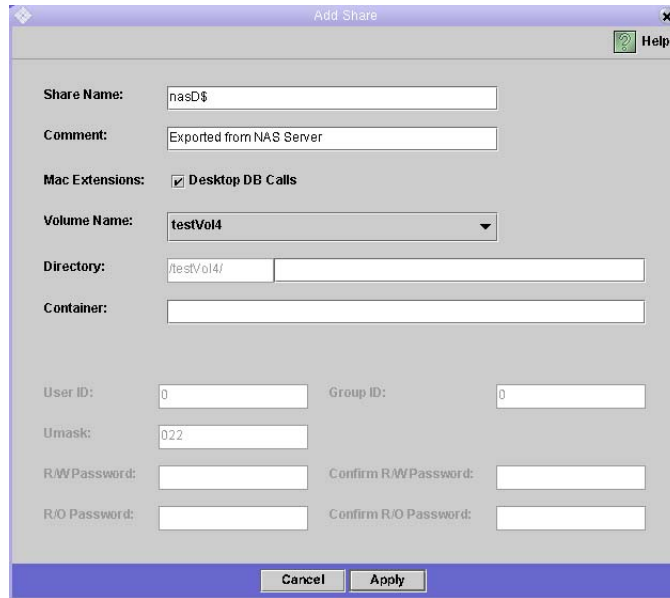 Add Share
Help
Share Name: nasD$
Comment: Exported from NAS Server
Mac Extensions: Desktop DB Calls
Volume Name: testVol4
Directory: /testVol4/
Container:
User ID: 0 Group ID: 0
Umask: 022
R/W Password: Confirm R/W Password:
R/O Password: Confirm R/O Password:
Cancel Apply